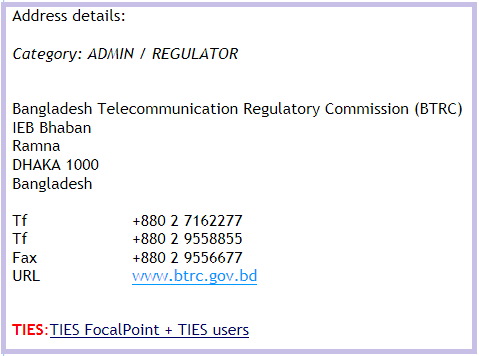 Address details:
Category: ADMIN / REGULATOR
Bangladesh Telecommunication Regulatory Commission (BTRC)
IEB Bhaban
Ramna
DHAKA 1000
Bangladesh
Tf +880 2 7162277
Tf +880 2 9558855
Fax +880 2 9556677
URL www.btrc.gov.bd
TIES:TIES FocalPoint + TIES users